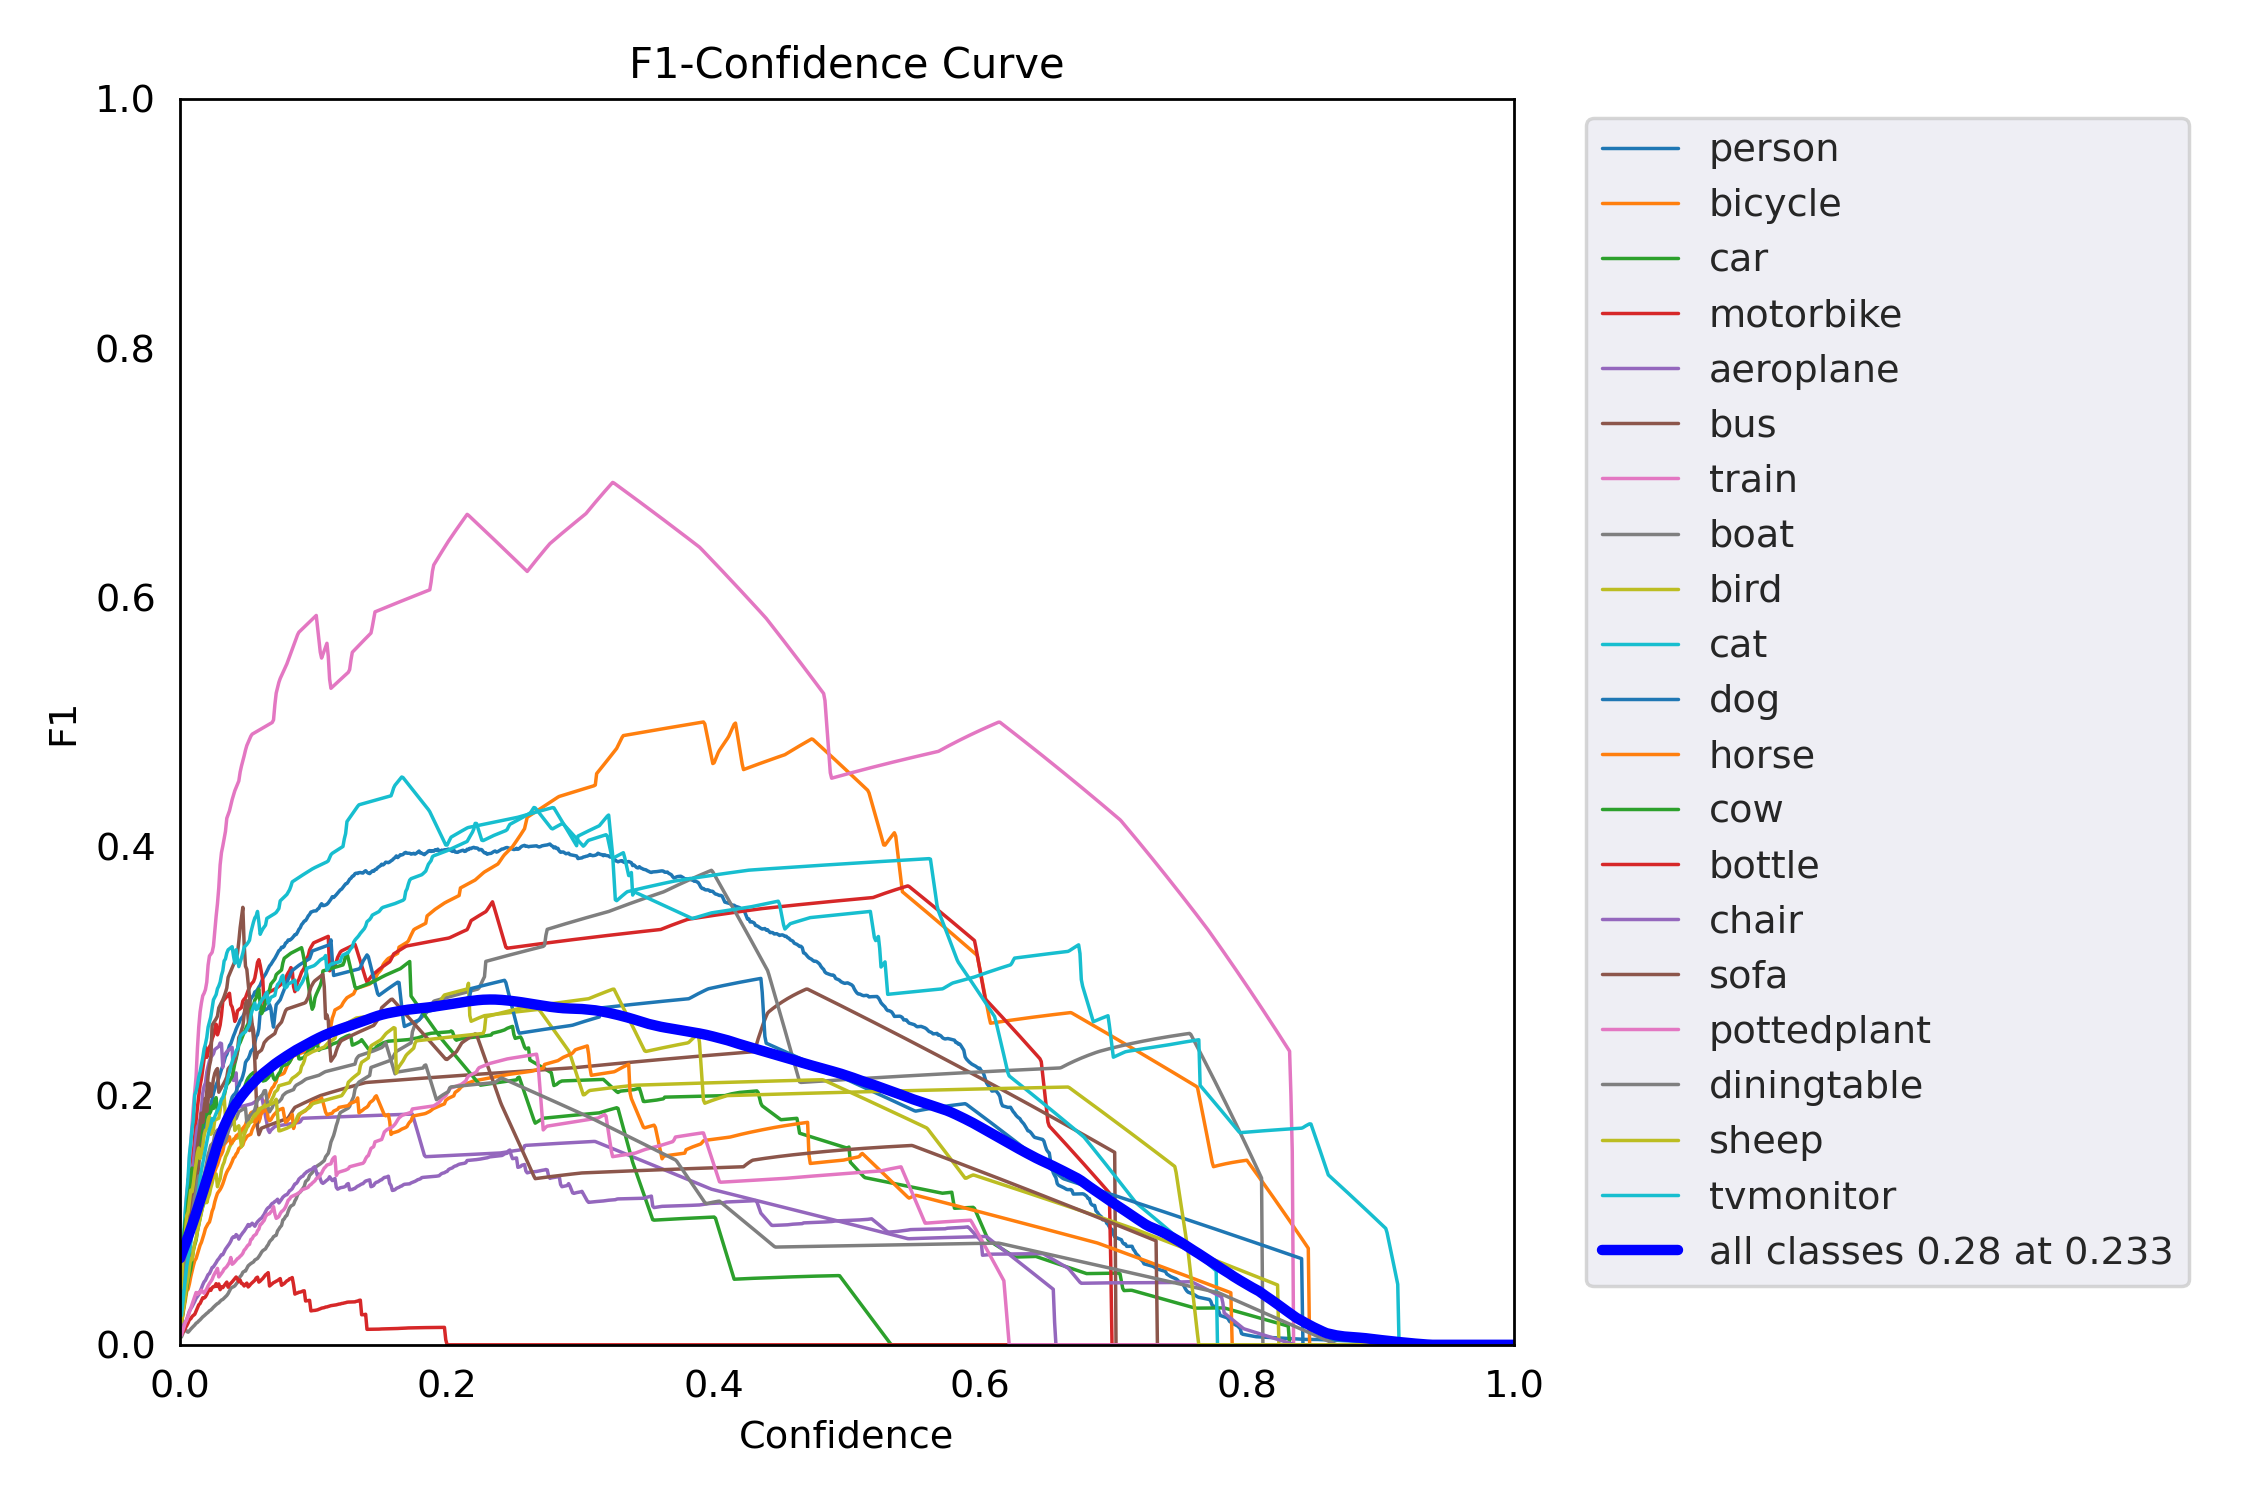 F1-Confidence Curve
1.0
0.8
0.6
0.4
0.2
0.0
F1
0.0 0.2 0.4 0.6 0.8 1.0
Confidence
person
bicycle
car
motorbike
aeroplane
bus
train
boat
bird
cat
dog
horse
cow
bottle
chair
sofa
pottedplant
diningtable
sheep
tvmonitor
all classes 0.28 at 0.233